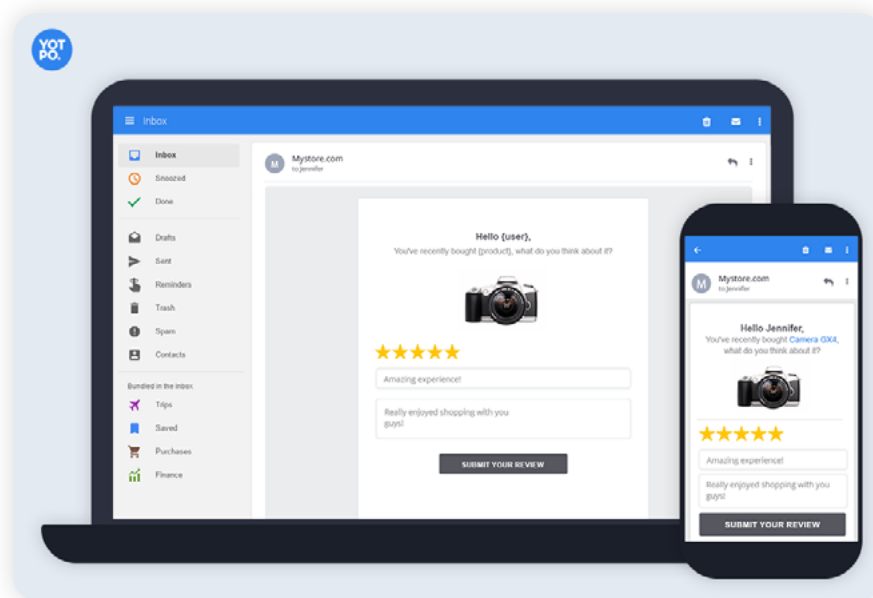 YOT
PO.
Inbox
Inbox
Snoozed
Done
Drafts
Sent
Reminders
Trash
Spam
Contacts
Bundled in the inbox
Trips
Saved
Purchases
Finance
M
Mystore.com
to Jennifer
Hello {user},
You've recently bought {product}, what do you think about it?
Amazing experience!
Really enjoyed shopping with you
guys!
SUBMIT YOUR REVIEW
M
Mystore.com
to Jennifer
Hello Jennifer,
You've recently bought Camera GX4,
what do you think about it?
Amazing experience!
Really enjoyed shopping with you
guys!
SUBMIT YOUR REVIEW